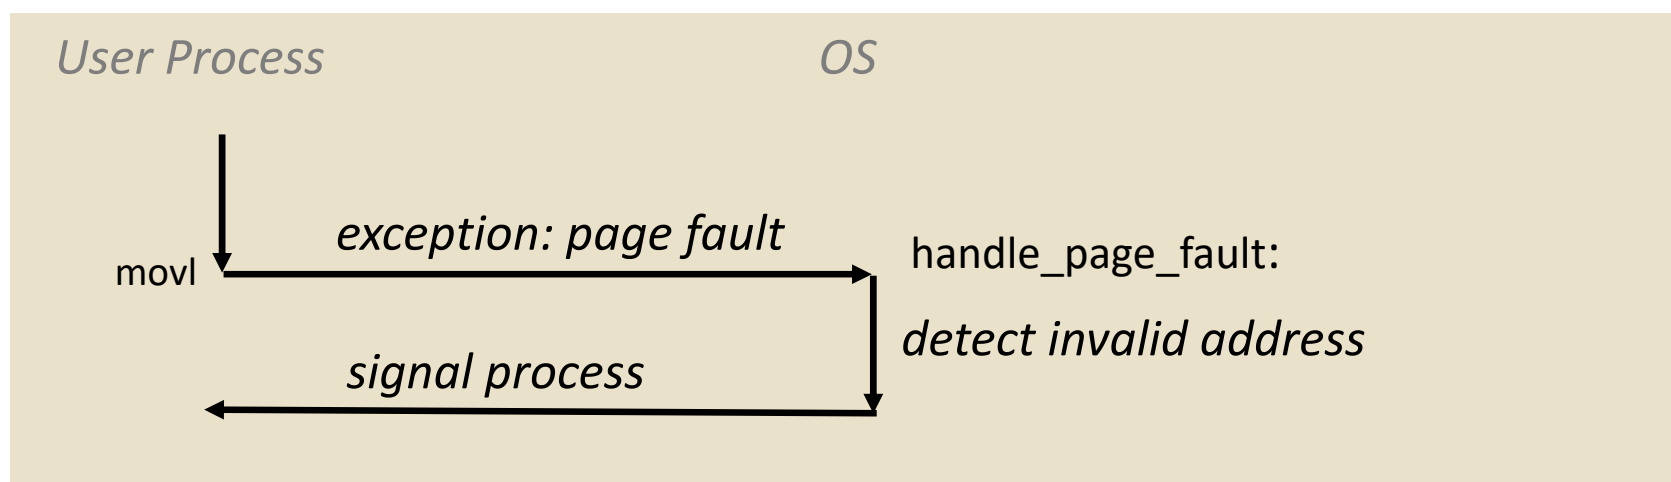 User Process
OS
exception: page fault
handle_page_fault:
movl
detect invalid address
signal process